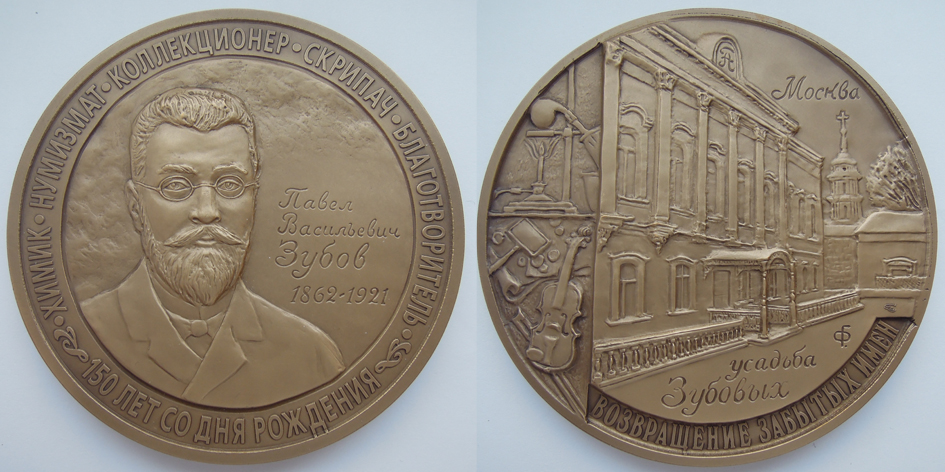 ХИМИК • НУМИЗМАТ • КОЛЛЕКЦИОНЕР • СКРИПАЧ • БЛАГОТВОРИТЕЛЬ
Павел
Васильевич
Зубов
1862-1921
150 ЛЕТ СО ДНЯ РОЖДЕНИЯ
Москва
усадьба
Зубовых
ВОЗВРАЩЕНИЕ ЗАБЫТЫХ ИМЁН